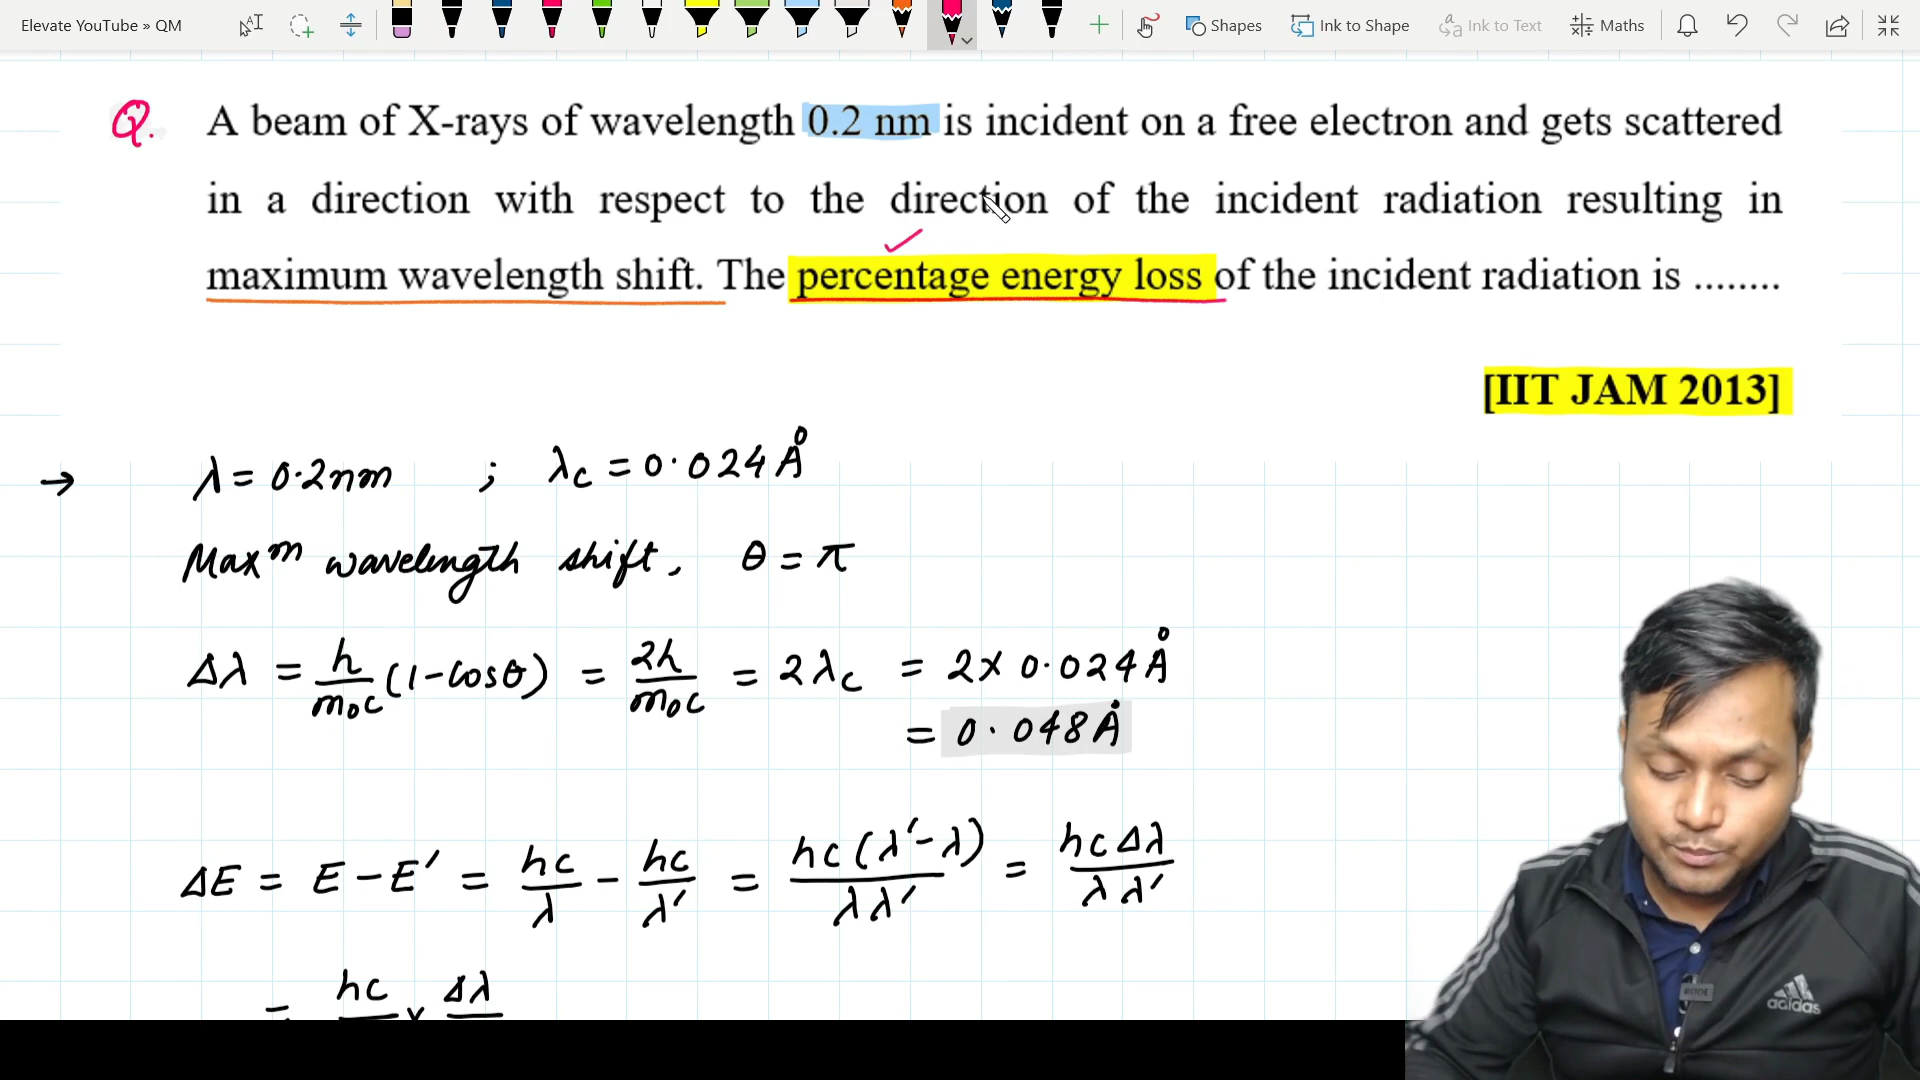 Elevate YouTube » QM
Shapes
Ink to Shape
Ink to Text
Maths
Q. A beam of X-rays of wavelength 0.2 nm is incident on a free electron and gets scattered
in a direction with respect to the direction of the incident radiation resulting in
maximum wavelength shift. The percentage energy loss of the incident radiation is ........
[IIT JAM 2013]
→ λ = 0.2nm ; λc = 0.024 Å
Maxᵐ wavelength shift, θ = π
Δλ = h/m₀c (1-cosθ) = 2h/m₀c = 2λc = 2 × 0.024 Å
= 0.048 Å
ΔE = E - E' = hc/λ - hc/λ' = hc(λ'-λ)/λλ' = hcΔλ/λλ'
= hc × Δλ
adidas